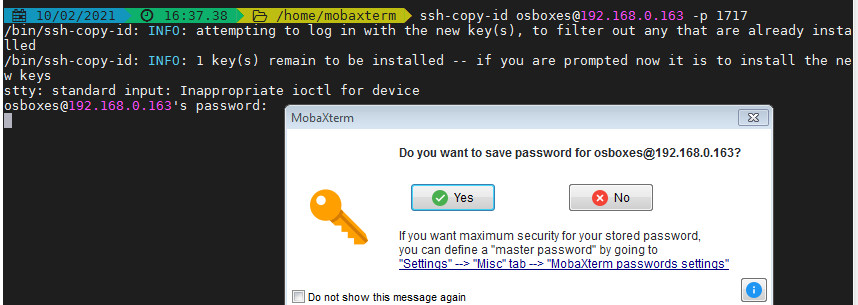 10/02/2021 16:37.38 /home/mobaxterm ssh-copy-id osboxes@192.168.0.163 -p 1717
/bin/ssh-copy-id: INFO: attempting to log in with the new key(s), to filter out any that are already insta
lled
/bin/ssh-copy-id: INFO: 1 key(s) remain to be installed -- if you are prompted now it is to install the ne
w keys
stty: standard input: Inappropriate ioctl for device
osboxes@192.168.0.163's password:
MobaXterm
Do you want to save password for osboxes@192.168.0.163?
Yes No
If you want maximum security for your stored password,
you can define a "master password" by going to
"Settings" --> "Misc" tab --> "MobaXterm passwords settings"
Do not show this message again